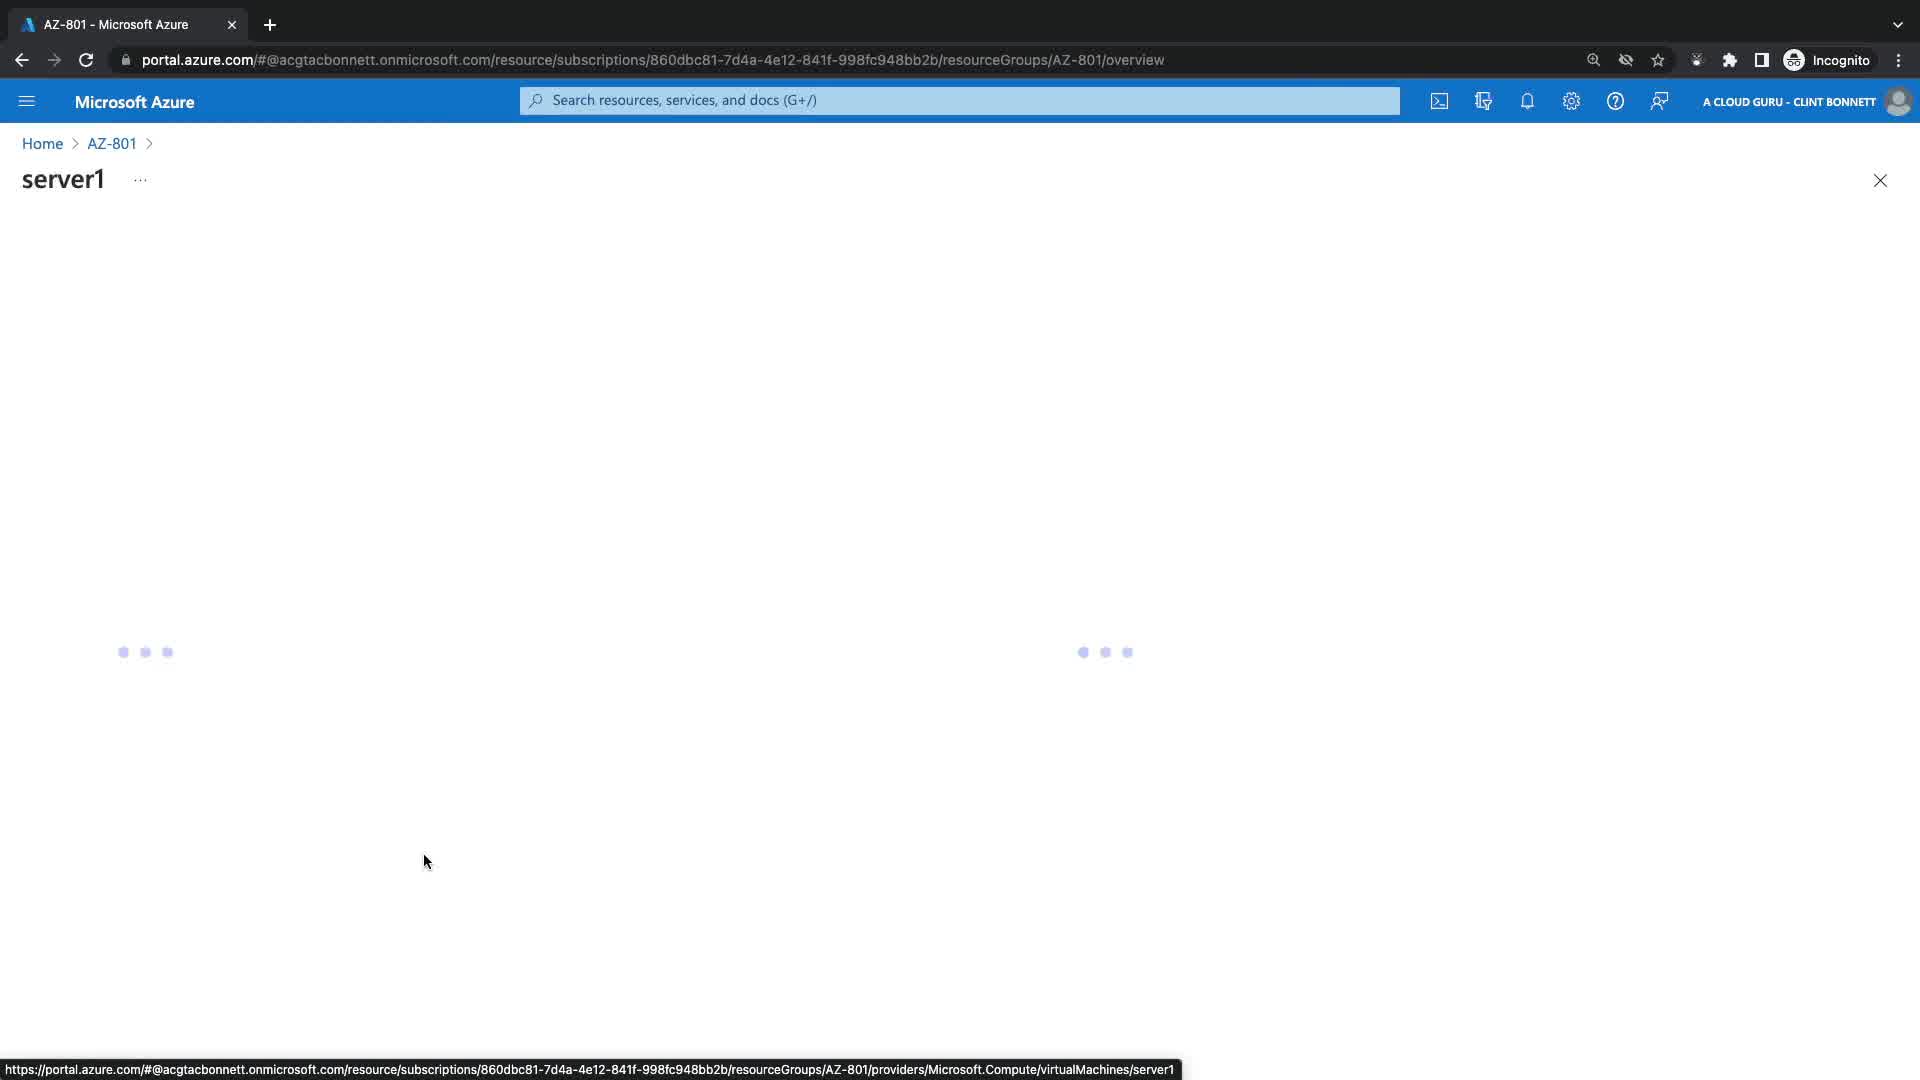 AZ-801 - Microsoft Azure
portal.azure.com/#@acgtacbonnett.onmicrosoft.com/resource/subscriptions/860dbc81-7d4a-4e12-841f-998fc948bb2b/resourceGroups/AZ-801/overview
Incognito
Microsoft Azure
Search resources, services, and docs (G+/)
A CLOUD GURU - CLINT BONNETT
Home > AZ-801 >
server1 ...
https://portal.azure.com/#@acgtacbonnett.onmicrosoft.com/resource/subscriptions/860dbc81-7d4a-4e12-841f-998fc948bb2b/resourceGroups/AZ-801/providers/Microsoft.Compute/virtualMachines/server1